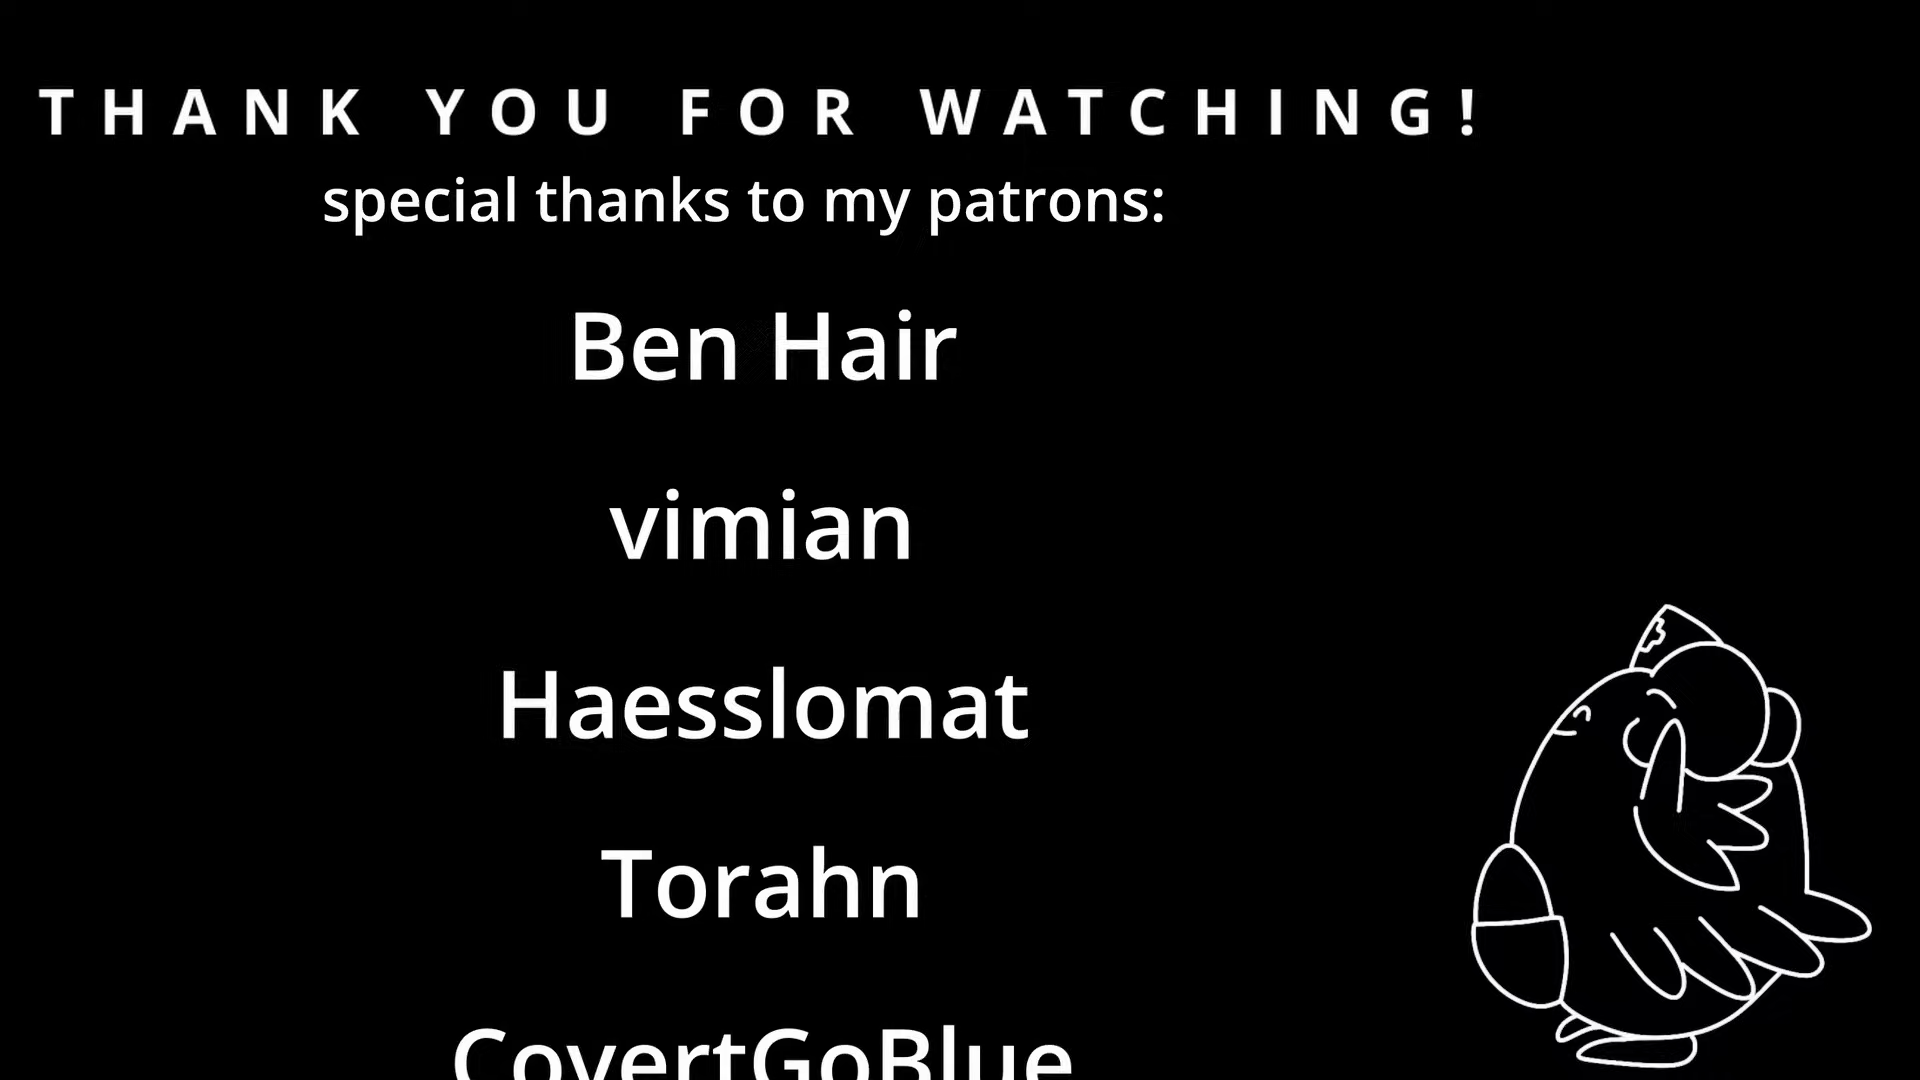 THANK YOU FOR WATCHING!
special thanks to my patrons:
Ben Hair
vimian
Haesslomat
Torahn
CovertGoBlue